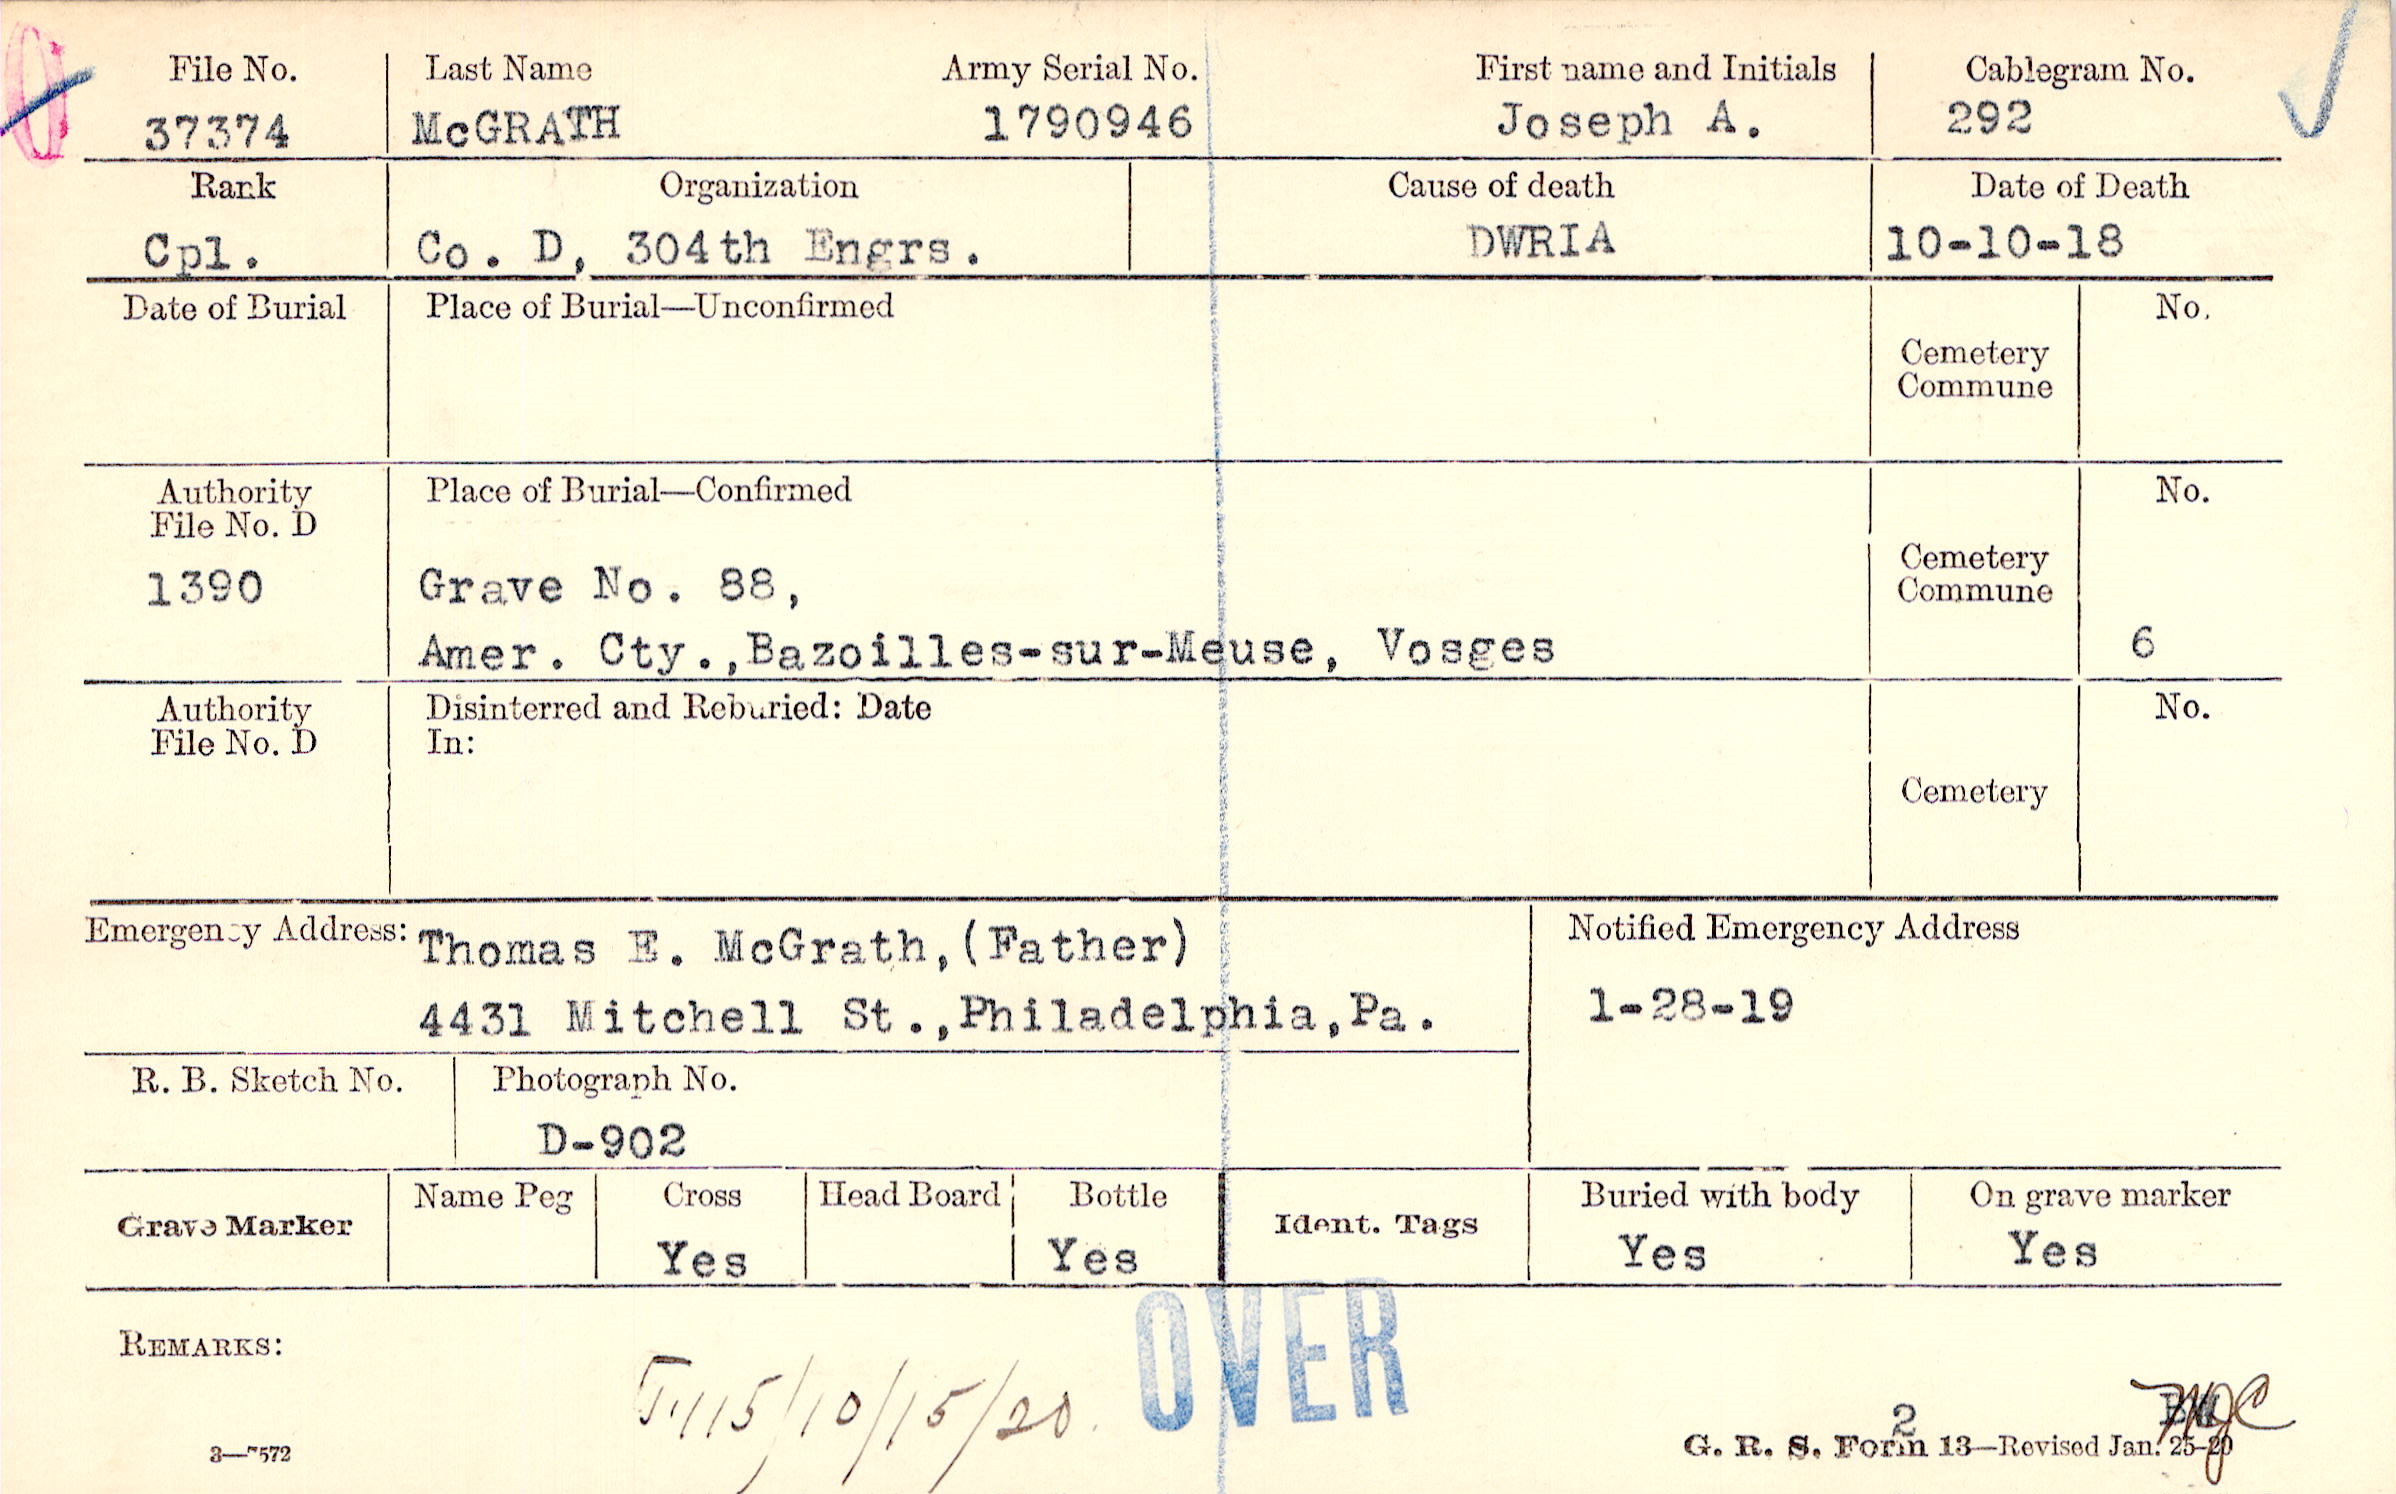 File No. Last Name Army Serial No. First name and Initials Cablegram No.
37374 McGRATH 1790946 Joseph A. 292
Rank Organization Cause of death Date of Death
Cpl. Co. D, 304th Engrs. DWRIA 10-10-18
Date of Burial Place of Burial—Unconfirmed No.
Cemetery
Commune
Authority Place of Burial—Confirmed No.
File No. D
Cemetery
1390 Grave No. 88, Commune
Amer. Cty.,Bazoilles-sur-Meuse, Vosges 6
Authority Disinterred and Reburied: Date No.
File No. D In:
Cemetery
Emergency Address: Thomas E. McGrath,(Father) Notified Emergency Address
4431 Mitchell St.,Philadelphia,Pa. 1-28-19
R. B. Sketch No. Photograph No.
D-902
Grave Marker Name Peg Cross Head Board Bottle Ident. Tags Buried with body On grave marker
Yes Yes Yes Yes
OVER
REMARKS:
115/10/15/20.
2
G. R. S. Form 13—Revised Jan. 25-20
3—7572